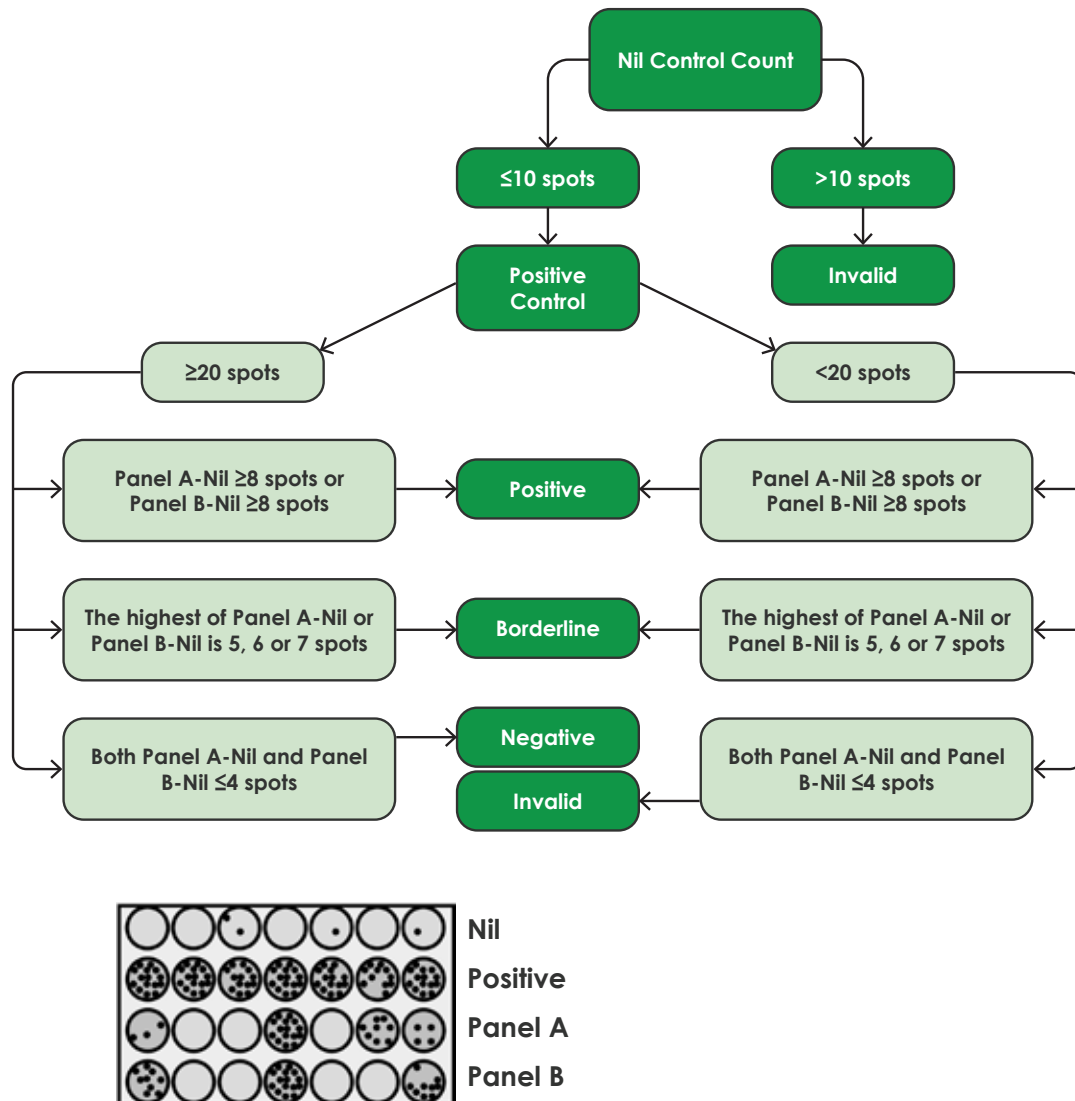 Nil Control Count
≤10 spots
>10 spots
Positive
Control
Invalid
≥20 spots
<20 spots
Panel A-Nil ≥8 spots or
Panel B-Nil ≥8 spots
Positive
Panel A-Nil ≥8 spots or
Panel B-Nil ≥8 spots
The highest of Panel A-Nil or
Panel B-Nil is 5, 6 or 7 spots
Borderline
The highest of Panel A-Nil or
Panel B-Nil is 5, 6 or 7 spots
Both Panel A-Nil and Panel
B-Nil ≤4 spots
Negative
Invalid
Both Panel A-Nil and Panel
B-Nil ≤4 spots
Nil
Positive
Panel A
Panel B